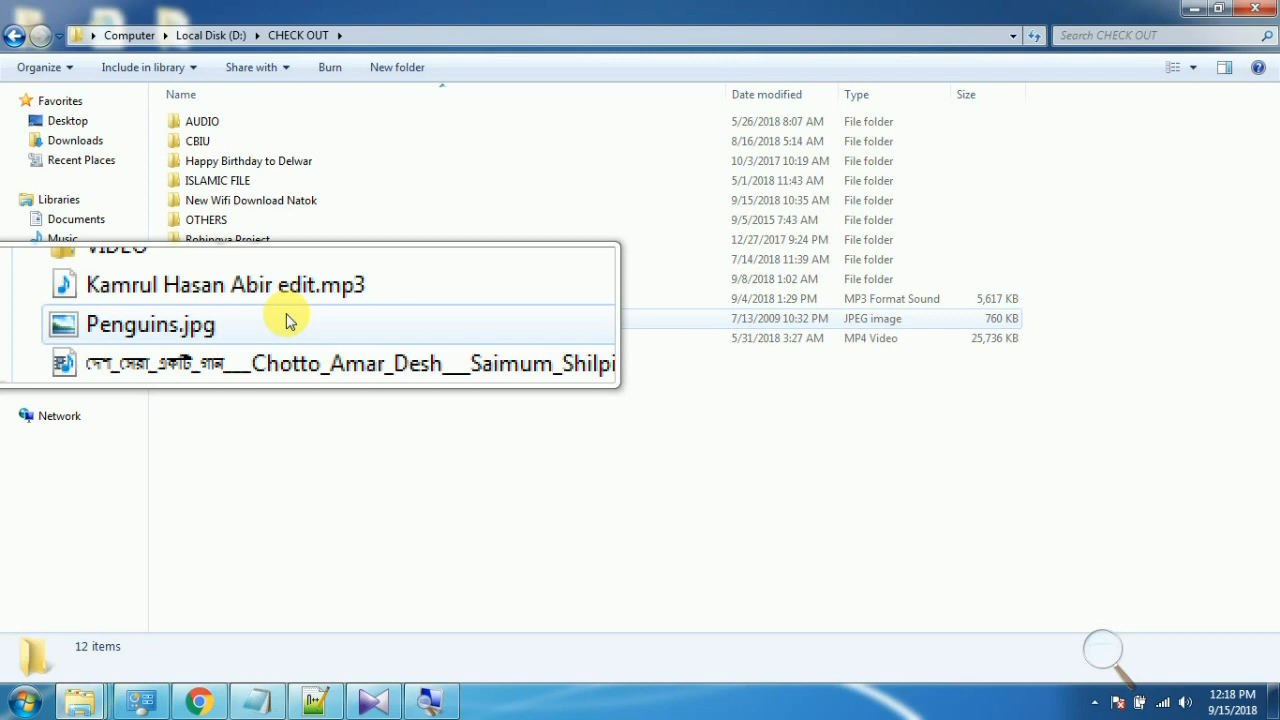 Computer Local Disk (D:) CHECK OUT
Search CHECK OUT
Organize Include in library Share with Burn New folder
Favorites
Desktop
Downloads
Recent Places
Libraries
Documents
Music
Network
Name Date modified Type Size
AUDIO 5/26/2018 8:07 AM File folder
CBIU 8/16/2018 5:14 AM File folder
Happy Birthday to Delwar 10/3/2017 10:19 AM File folder
ISLAMIC FILE 5/1/2018 11:43 AM File folder
New Wifi Download Natok 9/15/2018 10:35 AM File folder
OTHERS 9/5/2015 7:43 AM File folder
Rohingya Project 12/27/2017 9:24 PM File folder
7/14/2018 11:39 AM File folder
9/8/2018 1:02 AM File folder
9/4/2018 1:29 PM MP3 Format Sound 5,617 KB
7/13/2009 10:32 PM JPEG image 760 KB
5/31/2018 3:27 AM MP4 Video 25,736 KB
VIDEO
Kamrul Hasan Abir edit.mp3
Penguins.jpg
দেশ_সেরা_একটি_গান___Chotto_Amar_Desh___Saimum_Shilpi
12 items
12:18 PM
9/15/2018